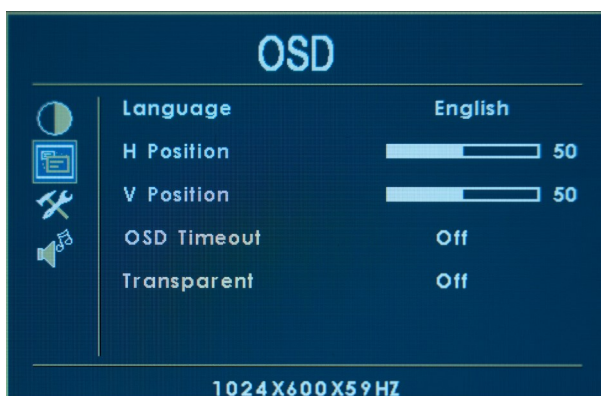 OSD
Language English
H Position 50
V Position 50
OSD Timeout Off
Transparent Off
1024X600X59HZ